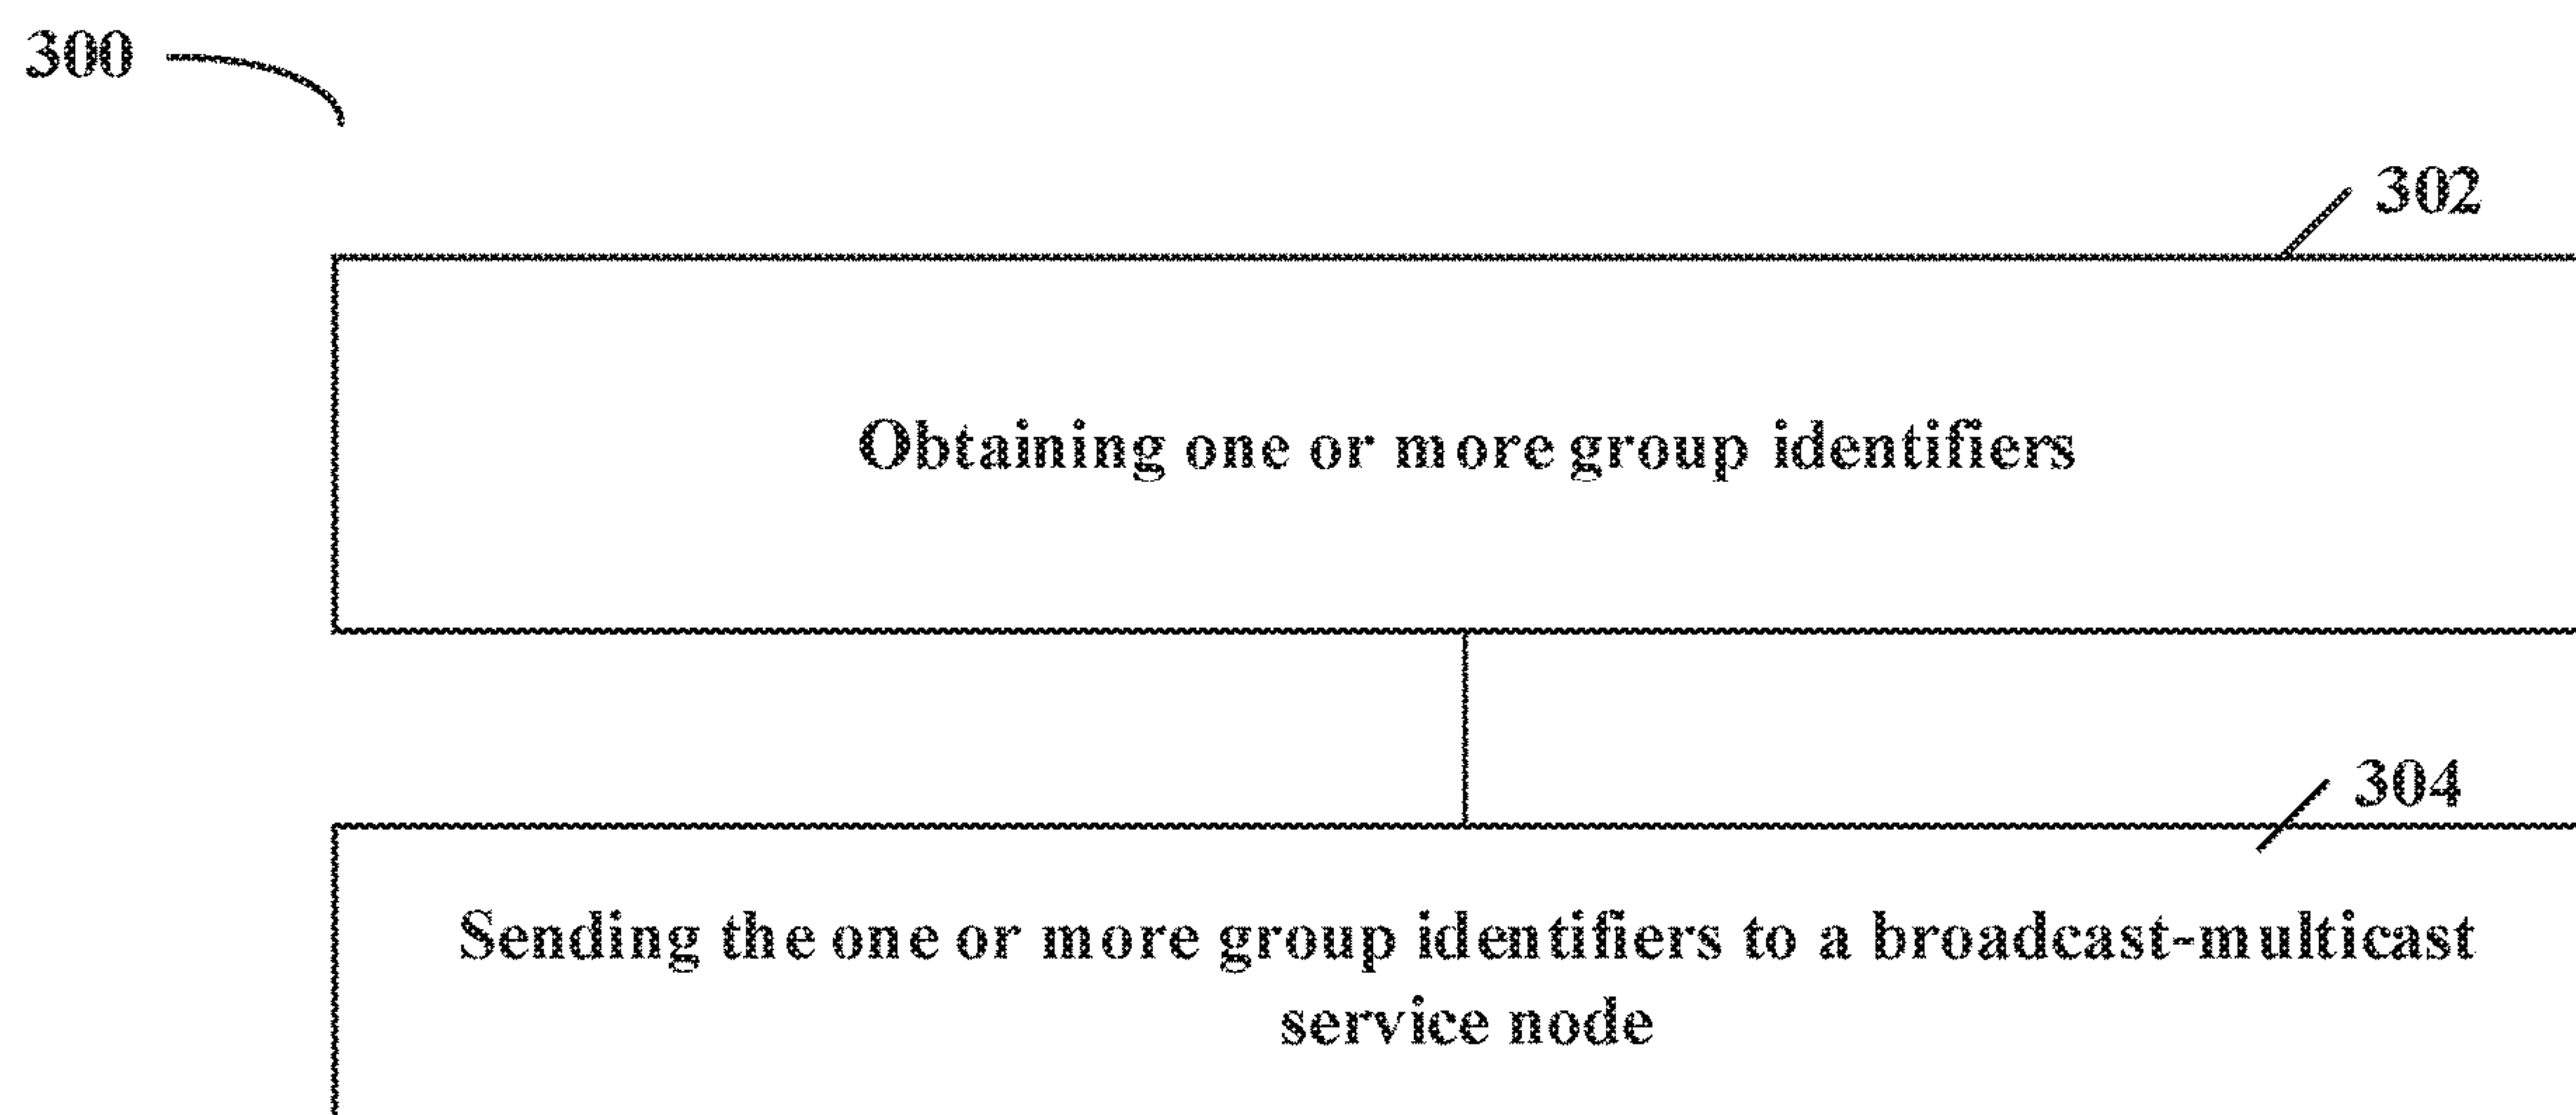 300
302
Obtaining one or more group identifiers
304
Sending the one or more group identifiers to a broadcast-multicast
service node